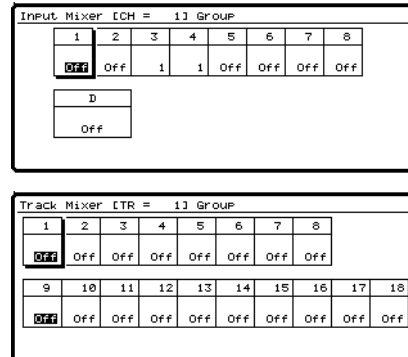 Input Mixer [CH =   1] Group
1 2 3 4 5 6 7 8
Off Off 1 1 Off Off Off Off
D
Off
Track Mixer [TR =   1] Group
1 2 3 4 5 6 7 8
Off Off Off Off Off Off Off Off
9 10 11 12 13 14 15 16 17 18
Off Off Off Off Off Off Off Off Off Off